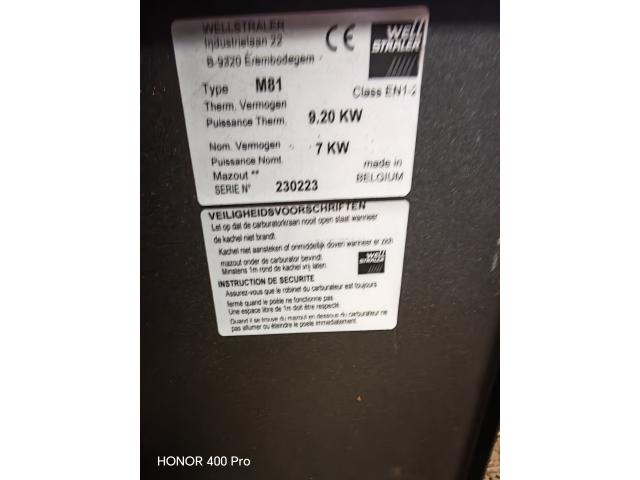 WELLSTRALER
Industrielaan 22
B-9320 Erembodegem
CE
WELL
STRALER
Type M81
Class EN1-2
Therm. Vermogen
Puissance Therm. 9.20 KW
Nom. Vermogen
Puissance Nomt. 7 KW
Mazout **
made in
BELGIUM
SERIE N° 230223
VEILIGHEIDSVOORSCHRIFTEN
Let op dat de carburatorkraan nooit open staat wanneer
de kachel niet brandt.
Kachel niet aansteken of onmiddellijk doven wanneer er zich
mazout onder de carburator bevindt.
Minstens 1m rond de kachel vrij laten.
WELL
STRALER
INSTRUCTION DE SECURITE
Assurez-vous que le robinet du carburateur est toujours
fermé quand le poèle ne fonctionne pas.
Une espace libre de 1m doit être respecté.
Quand il se trouve du mazout en dessous du carburateur ne
pas allumer ou éteindre le poele immediatement.
HONOR 400 Pro